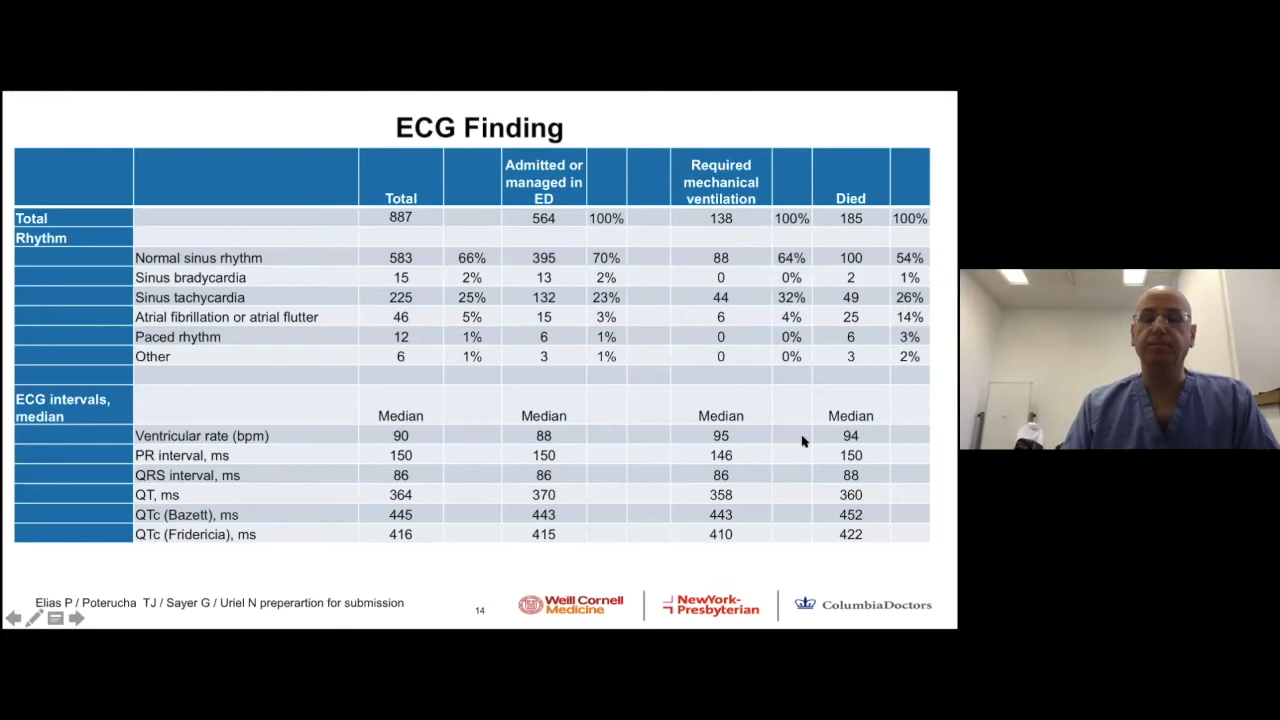 ECG Finding
Total Admitted or managed in ED Required mechanical ventilation Died
Total 887 564 100% 138 100% 185 100%
Rhythm
Normal sinus rhythm 583 66% 395 70% 88 64% 100 54%
Sinus bradycardia 15 2% 13 2% 0 0% 2 1%
Sinus tachycardia 225 25% 132 23% 44 32% 49 26%
Atrial fibrillation or atrial flutter 46 5% 15 3% 6 4% 25 14%
Paced rhythm 12 1% 6 1% 0 0% 6 3%
Other 6 1% 3 1% 0 0% 3 2%
ECG intervals, median Median Median Median Median
Ventricular rate (bpm) 90 88 95 94
PR interval, ms 150 150 146 150
QRS interval, ms 86 86 86 88
QT, ms 364 370 358 360
QTc (Bazett), ms 445 443 443 452
QTc (Fridericia), ms 416 415 410 422
Elias P / Poterucha TJ / Sayer G / Uriel N preperartion for submission
14
Weill Cornell Medicine
NewYork-Presbyterian
ColumbiaDoctors